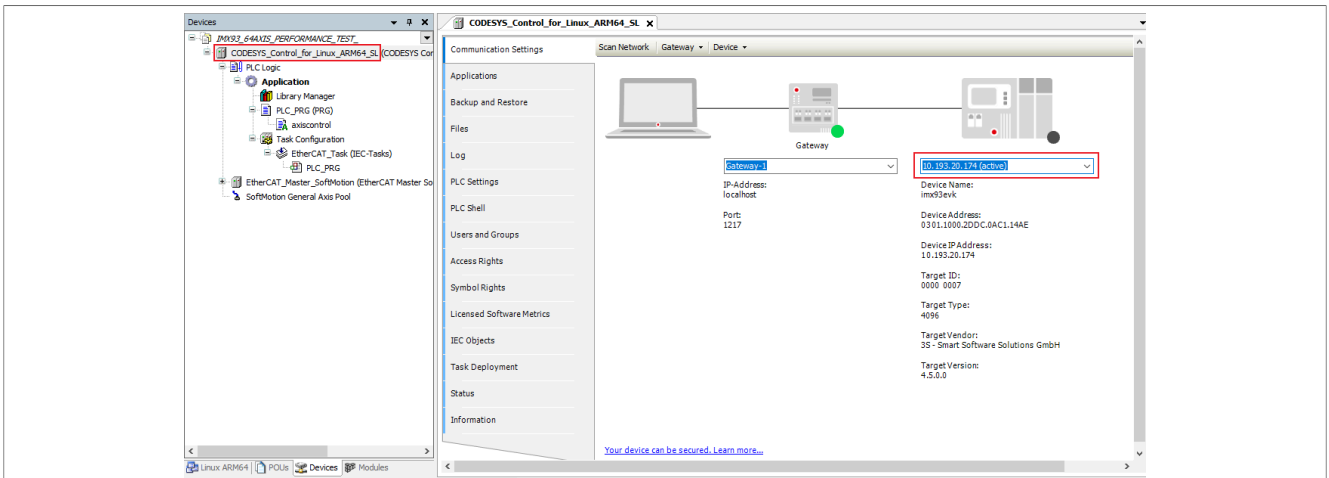 Devices
IMX93_64AXIS_PERFORMANCE_TEST_
CODESYS_Control_for_Linux_ARM64_SL (CODESYS Con
PLC Logic
Application
Library Manager
PLC_PRG (PRG)
axiscontrol
Task Configuration
EtherCAT_Task (IEC-Tasks)
PLC_PRG
EtherCAT_Master_SoftMotion (EtherCAT Master So
SoftMotion General Axis Pool
Linux ARM64 POUs Devices Modules
CODESYS_Control_for_Linux_ARM64_SL
Communication Settings
Applications
Backup and Restore
Files
Log
PLC Settings
PLC Shell
Users and Groups
Access Rights
Symbol Rights
Licensed Software Metrics
IEC Objects
Task Deployment
Status
Information
Scan Network Gateway Device
Gateway
Gateway-1
IP-Address:
localhost
Port:
1217
10.193.20.174 (active)
Device Name:
imx93evk
Device Address:
0301.1000.2DDC.0AC1.14AE
Device IP Address:
10.193.20.174
Target ID:
0000 0007
Target Type:
4096
Target Vendor:
3S - Smart Software Solutions GmbH
Target Version:
4.5.0.0
Your device can be secured. Learn more...